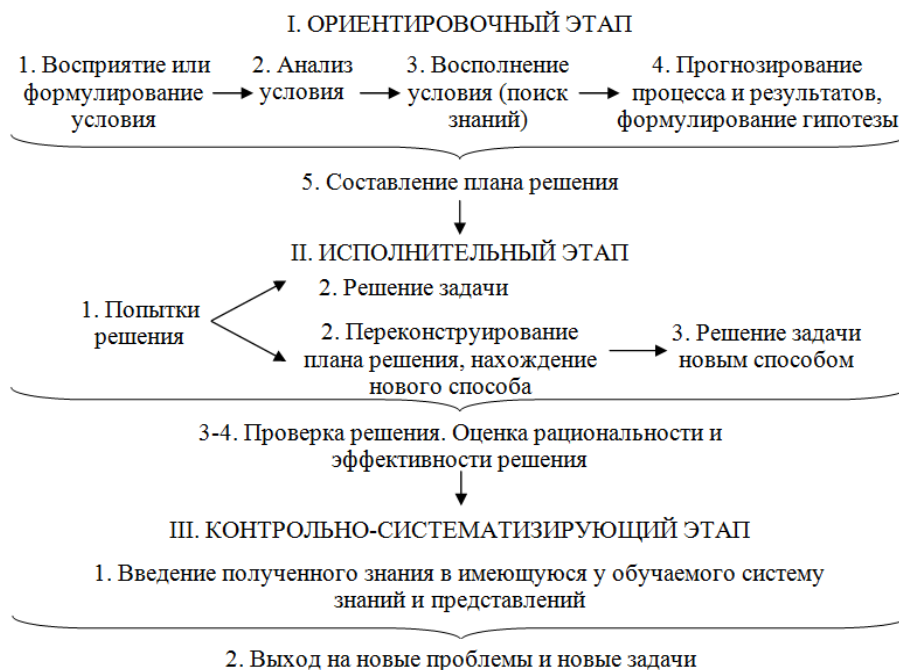 I. ОРИЕНТИРОВОЧНЫЙ ЭТАП
1. Восприятие или
формулирование
условия
2. Анализ
условия
3. Восполнение
условия (поиск
знаний)
4. Прогнозирование
процесса и результатов,
формулирование гипотезы
5. Составление плана решения
II. ИСПОЛНИТЕЛЬНЫЙ ЭТАП
1. Попытки
решения
2. Решение задачи
2. Переконструирование
плана решения, нахождение
нового способа
3. Решение задачи
новым способом
3-4. Проверка решения. Оценка рациональности и
эффективности решения
III. КОНТРОЛЬНО-СИСТЕМАТИЗИРУЮЩИЙ ЭТАП
1. Введение полученного знания в имеющуюся у обучаемого систему
знаний и представлений
2. Выход на новые проблемы и новые задачи